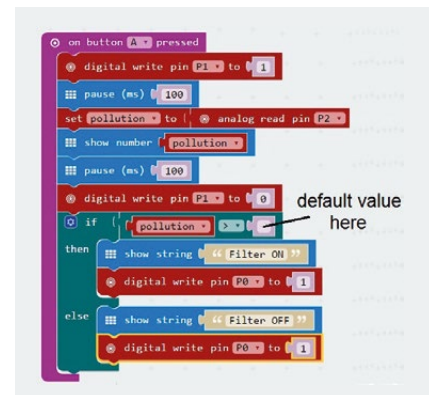 on button A pressed
digital write pin P1 to 1
pause (ms) 100
set pollution to analog read pin P2
show number pollution
pause (ms) 100
digital write pin P1 to 0
default value
here
if pollution >
then
show string “ Filter ON ”
digital write pin P0 to 1
else
show string “ Filter OFF ”
digital write pin P0 to 1